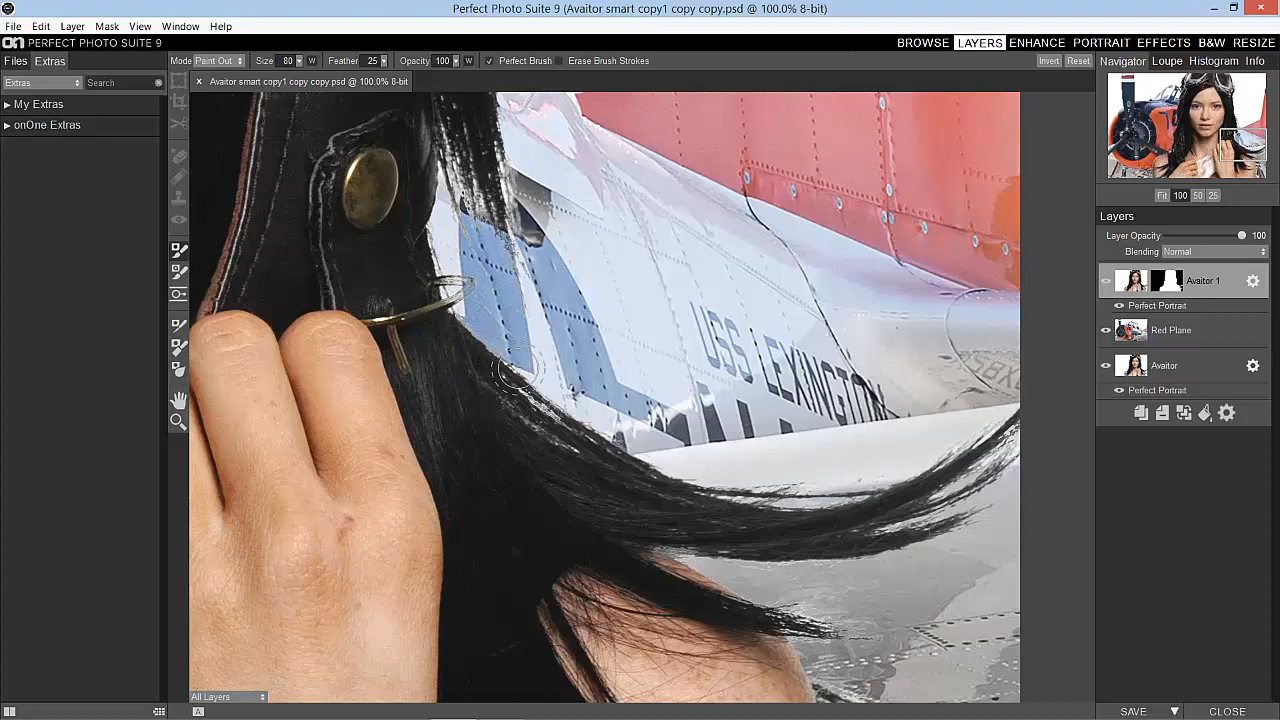 Perfect Photo Suite 9 (Avaitor smart copy1 copy copy.psd @ 100.0% 8-bit)
File Edit Layer Mask View Window Help
on PERFECT PHOTO SUITE 9
BROWSE LAYERS ENHANCE PORTRAIT EFFECTS B&W RESIZE
Files Extras
Mode Paint Out Size 80 W Feather 25 Opacity 100 W Perfect Brush Erase Brush Strokes Invert Reset
Navigator Loupe Histogram Info
Extras Search
Avaitor smart copy1 copy copy.psd @ 100.0% 8-bit
My Extras
onOne Extras
Fit 100 50 25
Layers
Layer Opacity 100
Blending Normal
Avaitor 1
Perfect Portrait
Red Plane
Avaitor
Perfect Portrait
USS LEXINGTON
All Layers
A
SAVE CLOSE